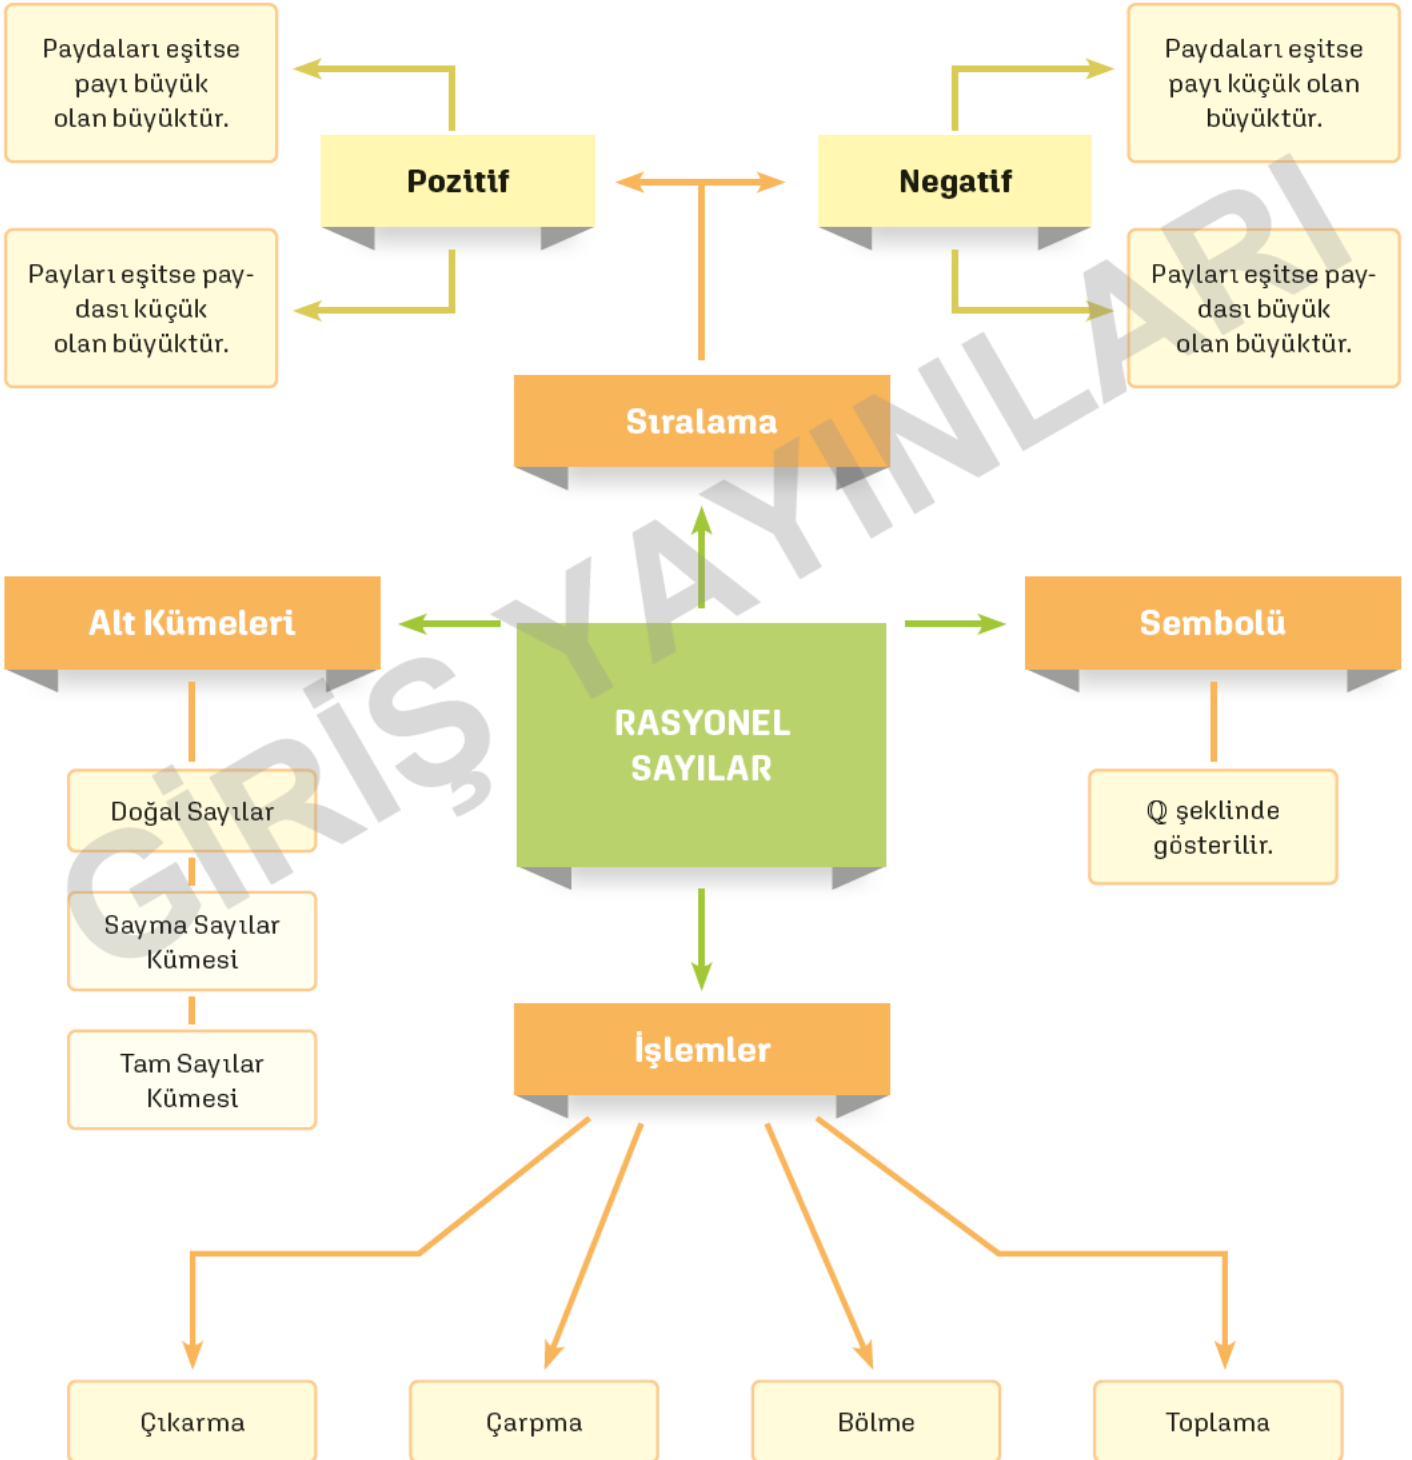 Paydaları eşitse
payı büyük
olan büyüktür.
Paydaları eşitse
payı küçük olan
büyüktür.
Pozitif
Negatif
Payları eşitse pay-
dası küçük
olan büyüktür.
Payları eşitse pay-
dası büyük
olan büyüktür.
Sıralama
Alt Kümeleri
Sembolü
RASYONEL
SAYILAR
Doğal Sayılar
Sayma Sayılar
Kümesi
Tam Sayılar
Kümesi
ℚ şeklinde
gösterilir.
İşlemler
Çıkarma
Çarpma
Bölme
Toplama
GİRİŞ YAYINLARI